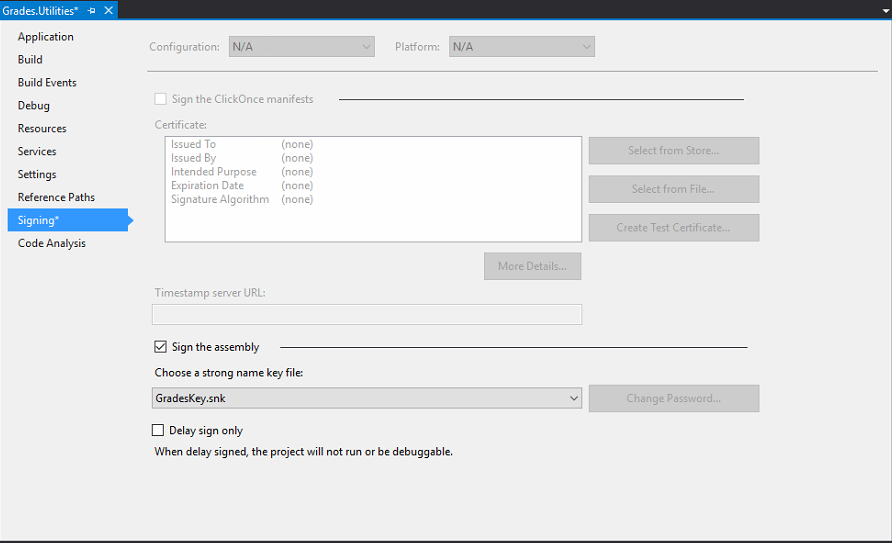 Grades.Utilities*
Application
Build
Build Events
Debug
Resources
Services
Settings
Reference Paths
Signing*
Code Analysis
Configuration: N/A Platform: N/A
Sign the ClickOnce manifests
Certificate:
Issued To (none)
Issued By (none)
Intended Purpose (none)
Expiration Date (none)
Signature Algorithm (none)
Select from Store...
Select from File...
Create Test Certificate...
More Details...
Timestamp server URL:
Sign the assembly
Choose a strong name key file:
GradesKey.snk Change Password...
Delay sign only
When delay signed, the project will not run or be debuggable.